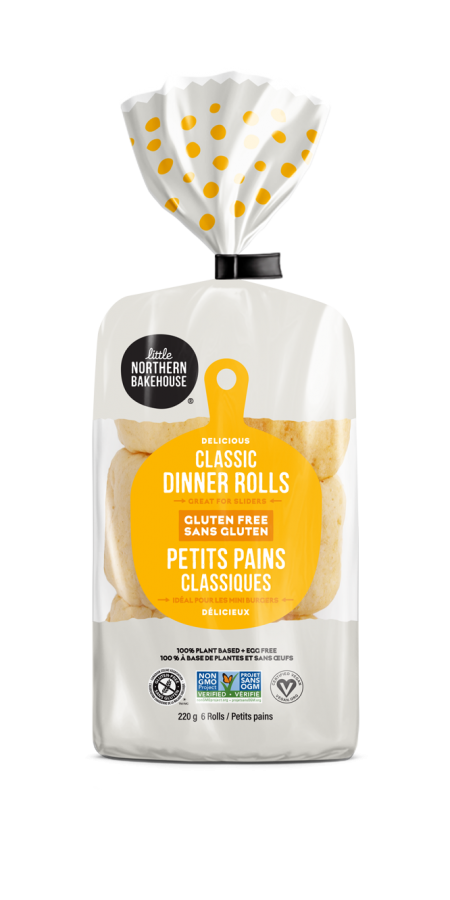 little
NORTHERN
BAKEHOUSE
®
DELICIOUS
CLASSIC
DINNER ROLLS
GREAT FOR SLIDERS
GLUTEN FREE
SANS GLUTEN
PETITS PAINS
CLASSIQUES
IDÉAL POUR LES MINI BURGERS
DÉLICIEUX
100% PLANT BASED + EGG FREE
100 % À BASE DE PLANTES ET SANS ŒUFS
NON
GMO
Project
PROJET
SANS
OGM
VERIFIED • VÉRIFIÉ
CERTIFIED VEGAN
220 g 6 Rolls / Petits pains